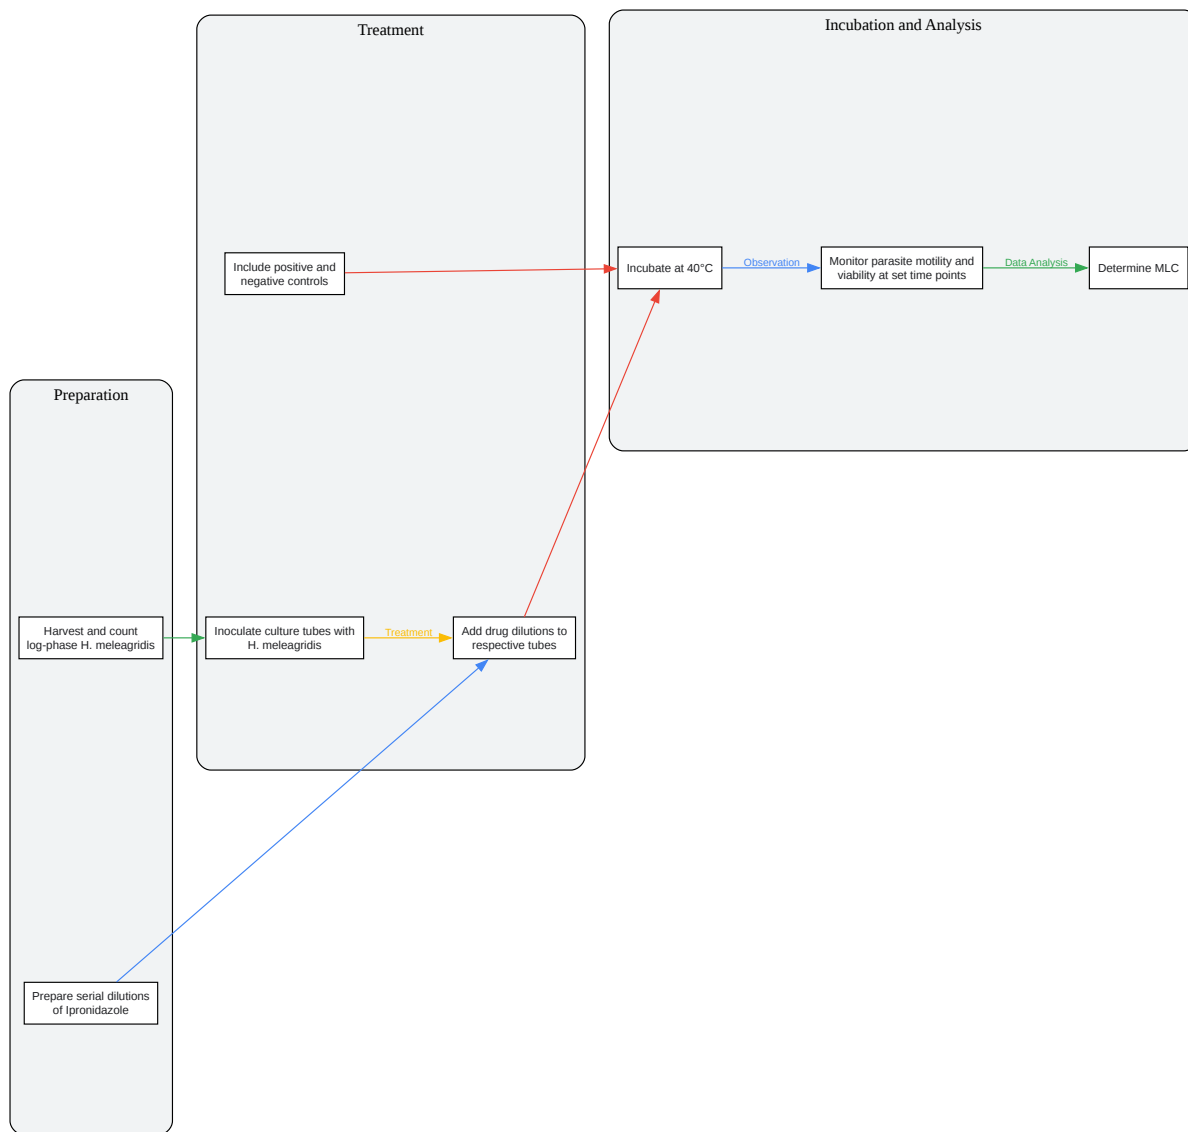 Preparation
Harvest and count
log-phase H. meleagridis
Prepare serial dilutions
of Ipronidazole
Treatment
Include positive and
negative controls
Inoculate culture tubes with
H. meleagridis
Treatment
Add drug dilutions to
respective tubes
Incubation and Analysis
Incubate at 40°C
Observation
Monitor parasite motility and
viability at set time points
Data Analysis
Determine MLC